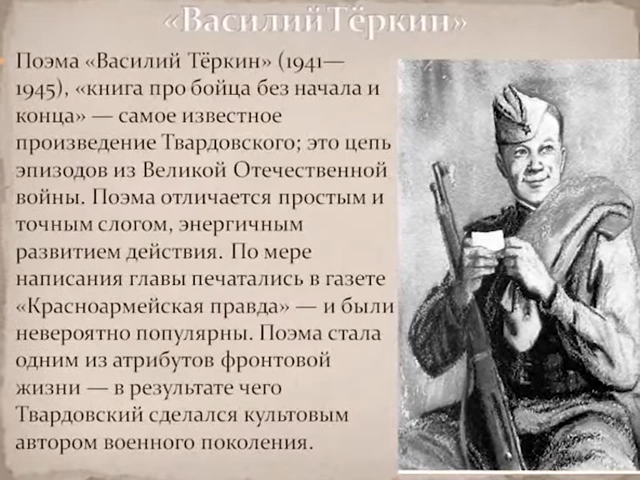 «Василий Тёркин»
Поэма «Василий Тёркин» (1941—
1945), «книга про бойца без начала и
конца» — самое известное
произведение Твардовского; это цепь
эпизодов из Великой Отечественной
войны. Поэма отличается простым и
точным слогом, энергичным
развитием действия. По мере
написания главы печатались в газете
«Красноармейская правда» — и были
невероятно популярны. Поэма стала
одним из атрибутов фронтовой
жизни — в результате чего
Твардовский сделался культовым
автором военного поколения.